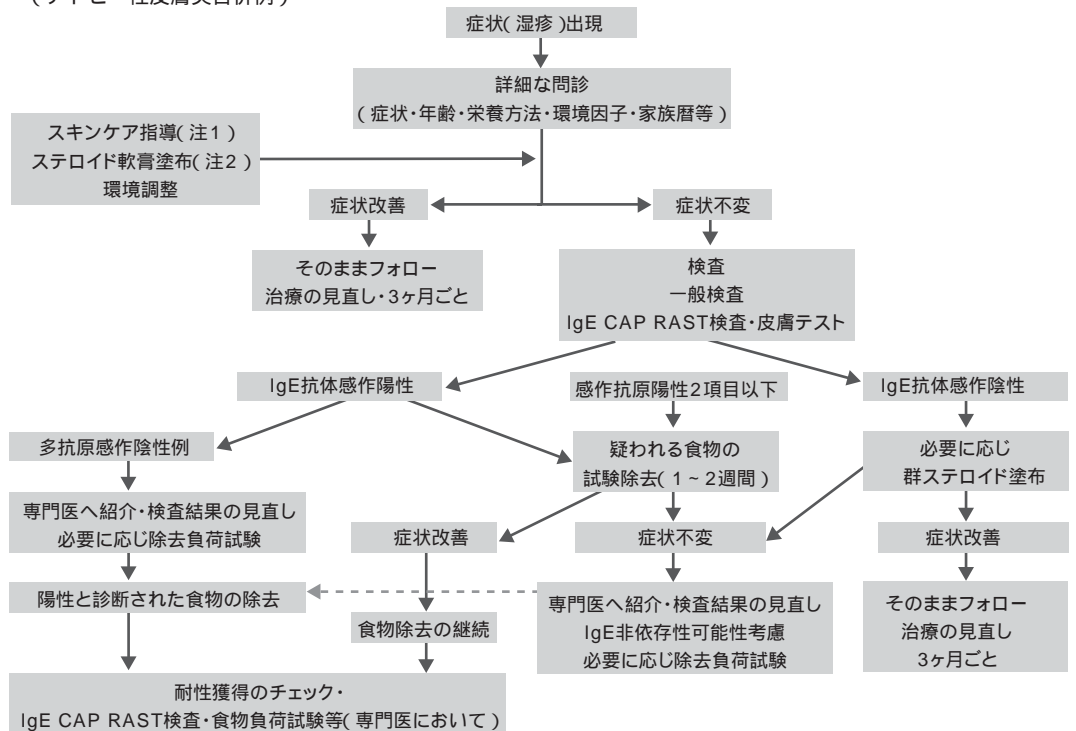 (アトピー性皮膚炎合併例)
症状(湿疹)出現
詳細な問診
(症状・年齢・栄養方法・環境因子・家族暦等)
スキンケア指導(注1)
ステロイド軟膏塗布(注2)
環境調整
症状改善
症状不変
そのままフォロー
治療の見直し・3ヶ月ごと
検査
一般検査
IgE CAP RAST検査・皮膚テスト
IgE抗体感作陽性
感作抗原陽性2項目以下
IgE抗体感作陰性
多抗原感作陰性例
疑われる食物の
試験除去(1~2週間)
必要に応じ
群ステロイド塗布
専門医へ紹介・検査結果の見直し
必要に応じ除去負荷試験
症状改善
症状不変
症状改善
陽性と診断された食物の除去
食物除去の継続
専門医へ紹介・検査結果の見直し
IgE非依存性可能性考慮
必要に応じ除去負荷試験
そのままフォロー
治療の見直し
3ヶ月ごと
耐性獲得のチェック・
IgE CAP RAST検査・食物負荷試験等(専門医において)